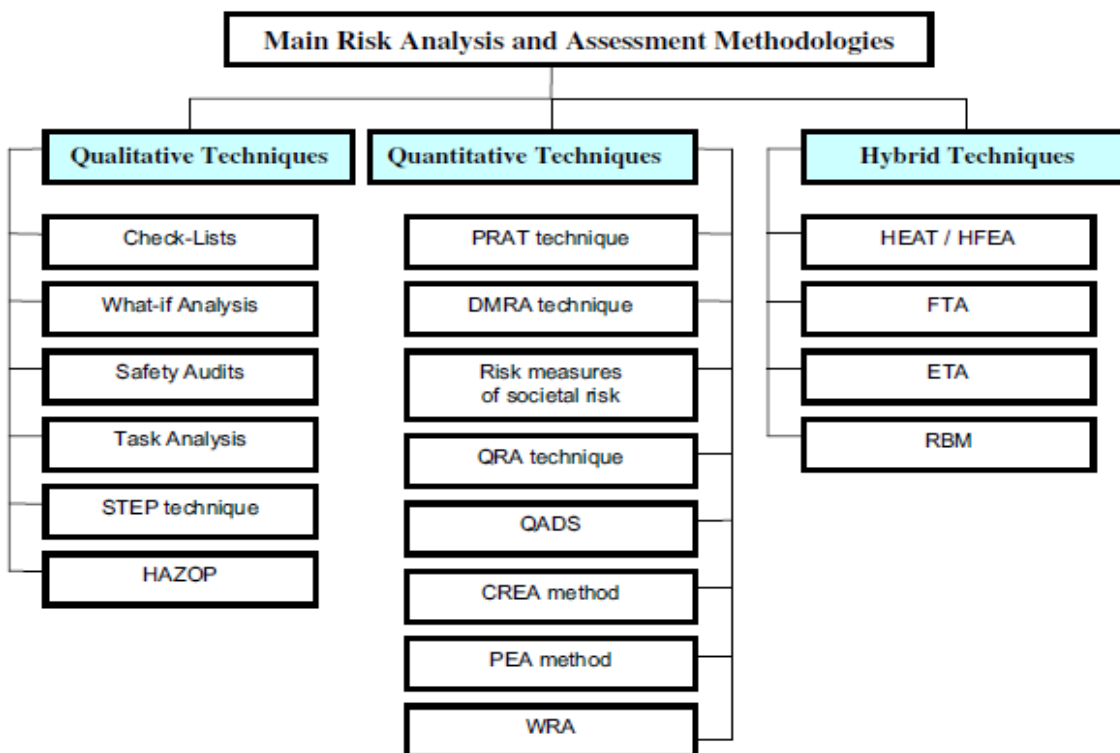 Main Risk Analysis and Assessment Methodologies
Qualitative Techniques
Check-Lists
What-if Analysis
Safety Audits
Task Analysis
STEP technique
HAZOP
Quantitative Techniques
PRAT technique
DMRA technique
Risk measures
of societal risk
QRA technique
QADS
CREA method
PEA method
WRA
Hybrid Techniques
HEAT / HFEA
FTA
ETA
RBM